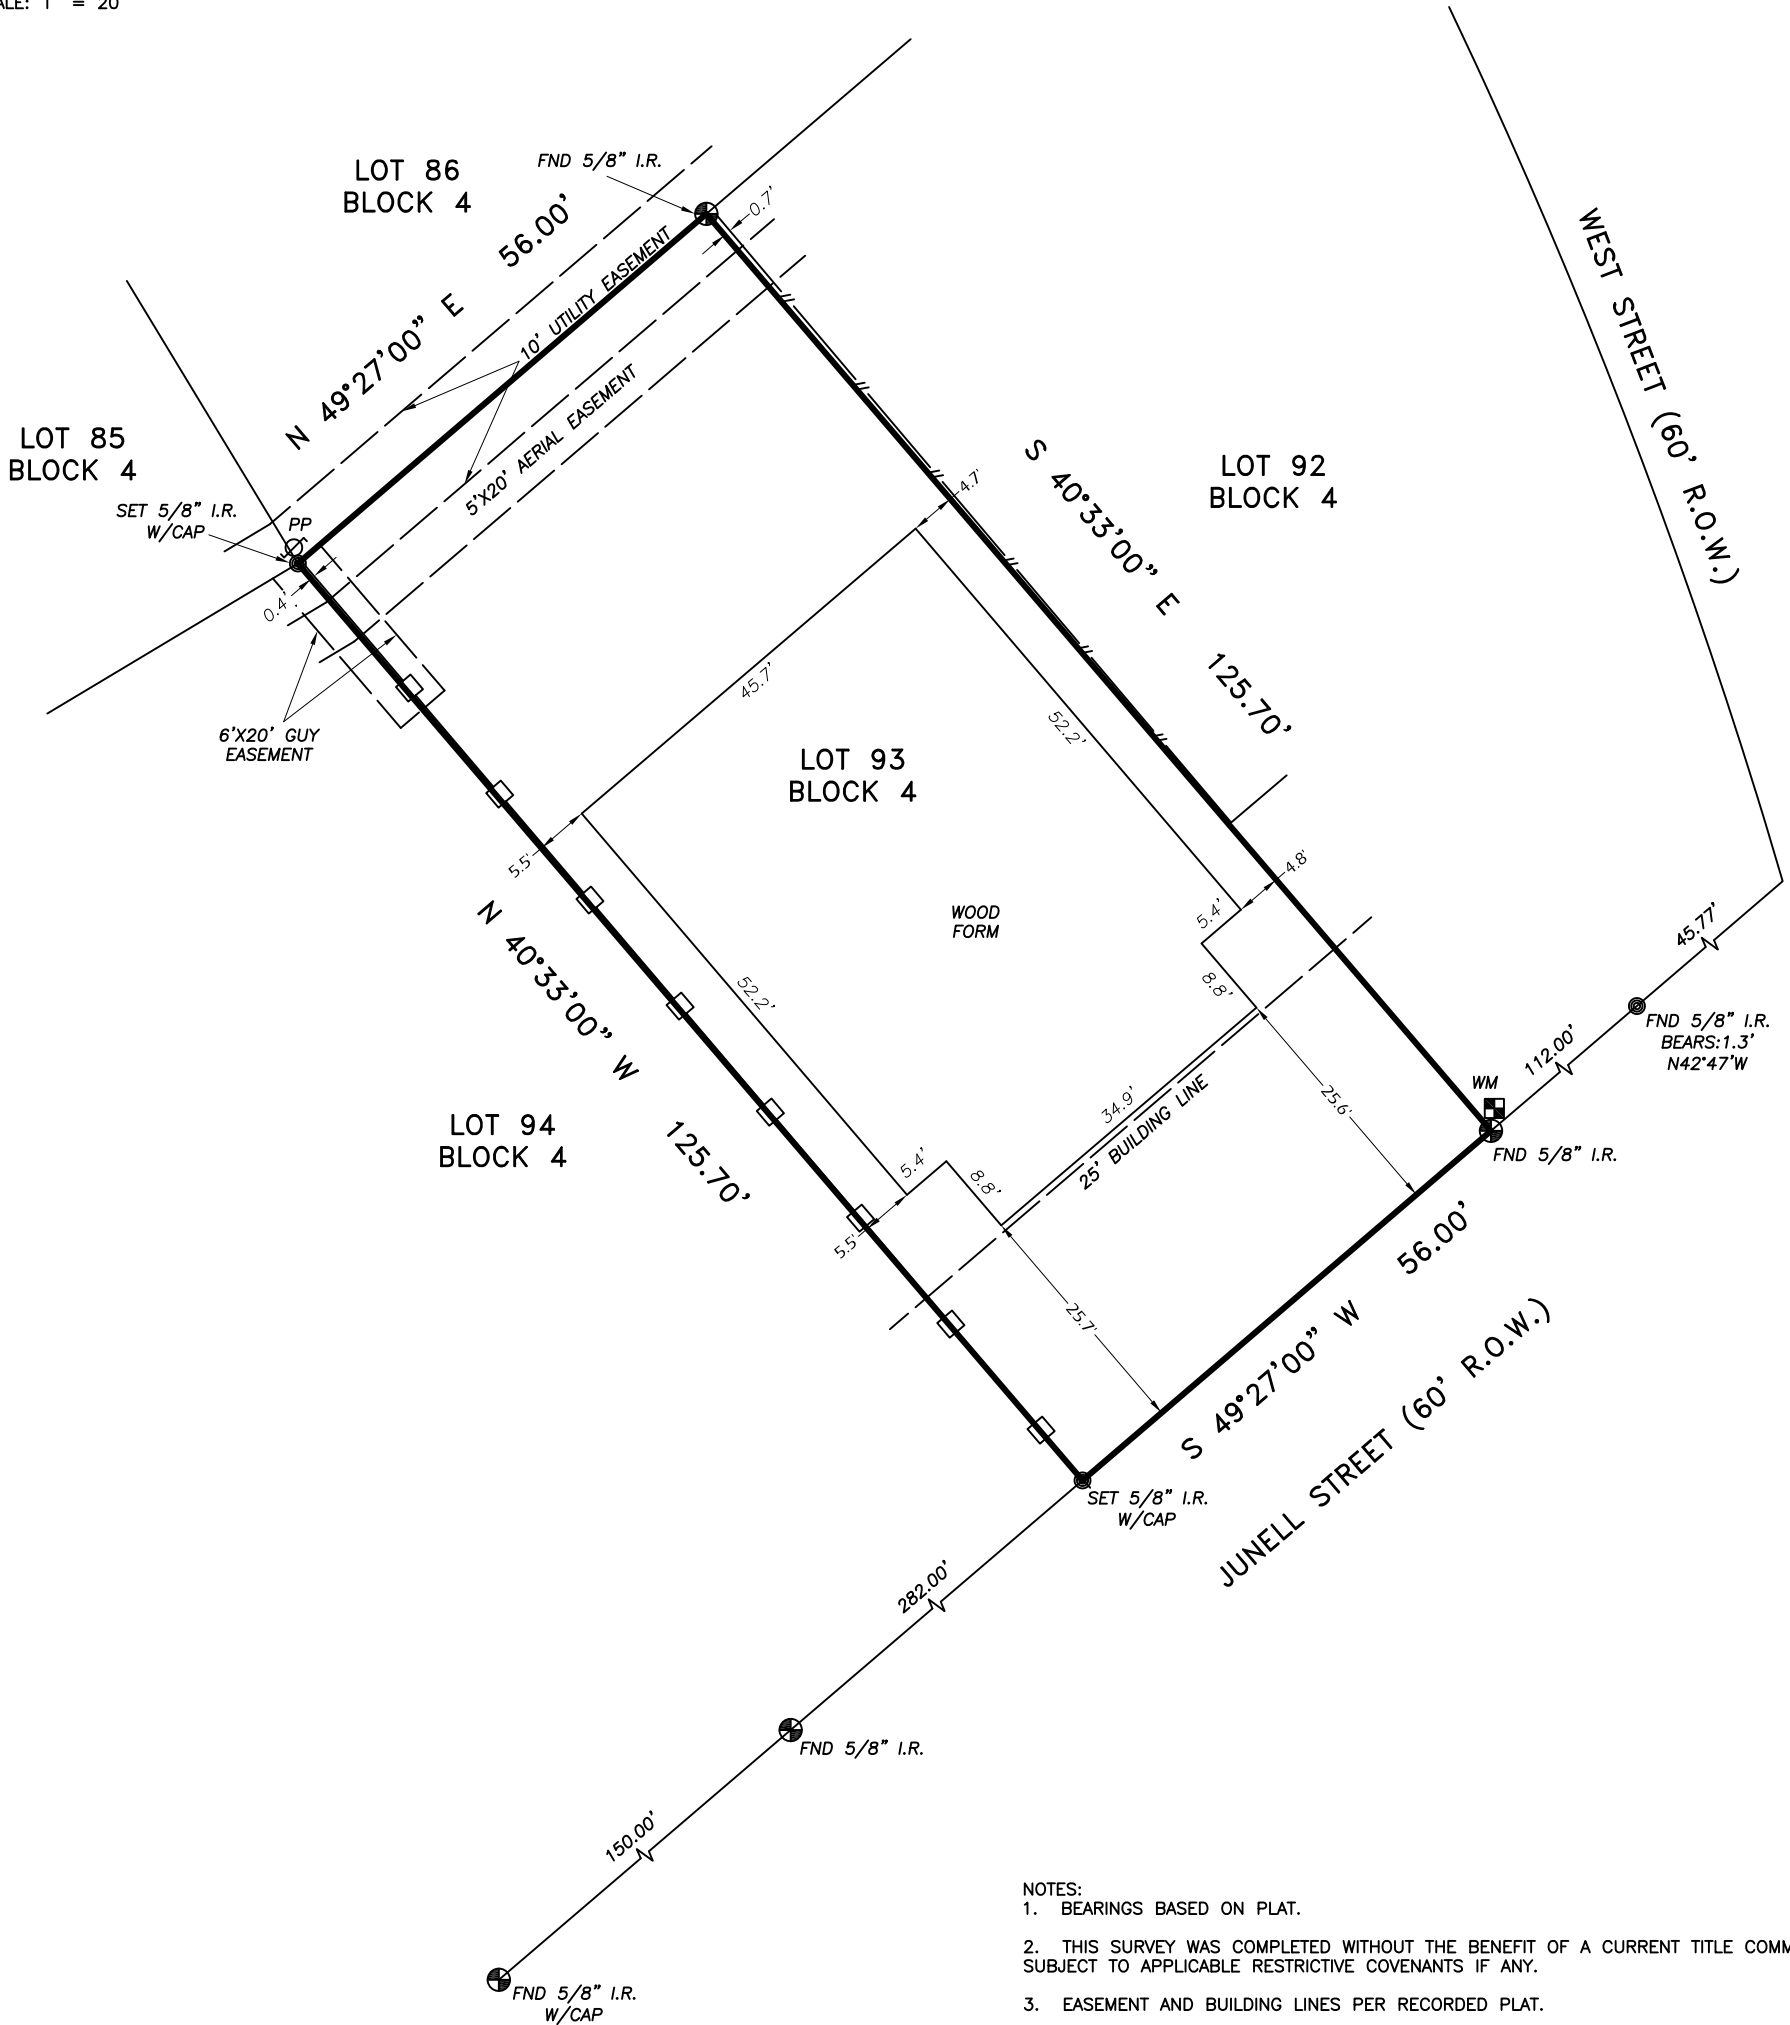 ALE: 1" = 20'
LOT 86
BLOCK 4
FND 5/8" I.R.
0.7'
N 49°27'00" E 56.00'
10' UTILITY EASEMENT
5'X20' AERIAL EASEMENT
LOT 85
BLOCK 4
SET 5/8" I.R.
W/CAP
PP
0.4'
6'X20' GUY
EASEMENT
WEST STREET (60' R.O.W.)
LOT 92
BLOCK 4
S 40°33'00" E 125.70'
4.7'
45.7'
52.2'
LOT 93
BLOCK 4
5.5'
4.8'
5.4'
8.8'
WOOD
FORM
N 40°33'00" W 125.70'
52.2'
45.77'
FND 5/8" I.R.
BEARS:1.3'
N42°47'W
112.00'
WM
FND 5/8" I.R.
34.9'
25' BUILDING LINE
25.6'
LOT 94
BLOCK 4
5.4'
8.8'
5.5'
25.7'
S 49°27'00" W 56.00'
JUNELL STREET (60' R.O.W.)
SET 5/8" I.R.
W/CAP
282.00'
FND 5/8" I.R.
150.00'
FND 5/8" I.R.
W/CAP
NOTES:
1. BEARINGS BASED ON PLAT.
2. THIS SURVEY WAS COMPLETED WITHOUT THE BENEFIT OF A CURRENT TITLE COMM
SUBJECT TO APPLICABLE RESTRICTIVE COVENANTS IF ANY.
3. EASEMENT AND BUILDING LINES PER RECORDED PLAT.